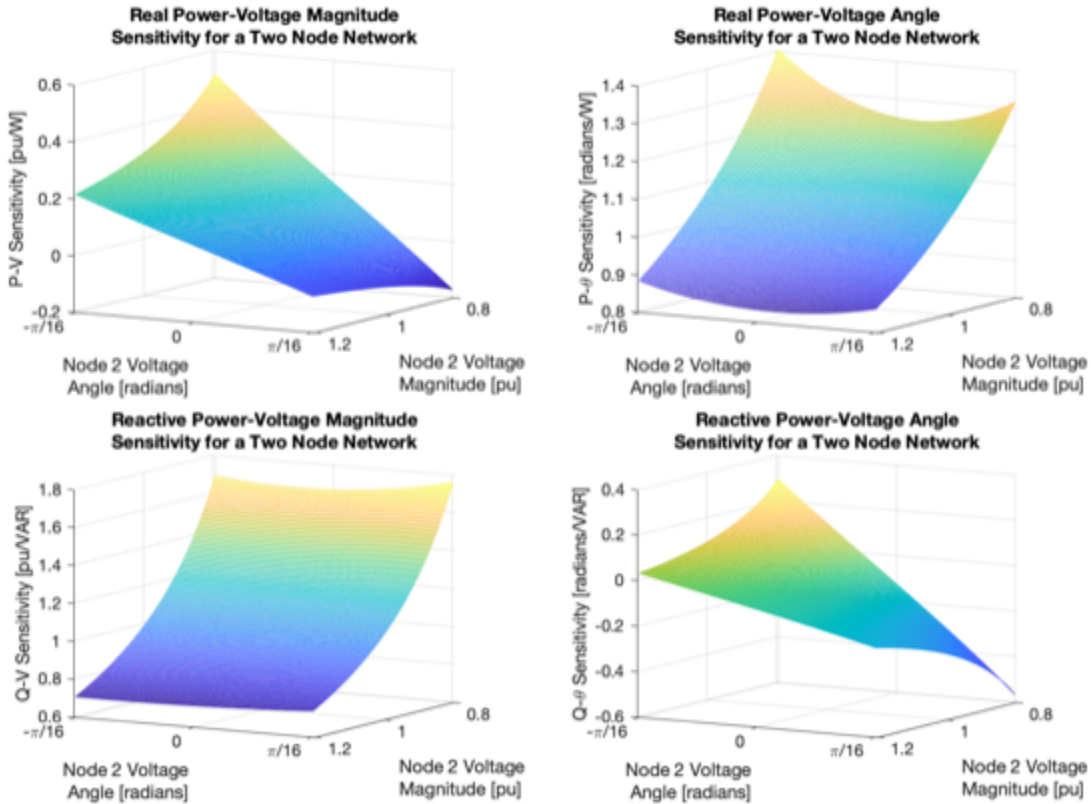 Real Power-Voltage Magnitude
Sensitivity for a Two Node Network
P-V Sensitivity [pu/W]
0.6
0.4
0.2
0
-0.2
-π/16
0
π/16
1.2
1
0.8
Node 2 Voltage
Angle [radians]
Node 2 Voltage
Magnitude [pu]
Real Power-Voltage Angle
Sensitivity for a Two Node Network
P-θ Sensitivity [radians/W]
1.4
1.3
1.2
1.1
1
0.9
0.8
-π/16
0
π/16
1.2
1
0.8
Node 2 Voltage
Angle [radians]
Node 2 Voltage
Magnitude [pu]
Reactive Power-Voltage Magnitude
Sensitivity for a Two Node Network
Q-V Sensitivity [pu/VAR]
1.8
1.6
1.4
1.2
1
0.8
0.6
-π/16
0
π/16
1.2
1
0.8
Node 2 Voltage
Angle [radians]
Node 2 Voltage
Magnitude [pu]
Reactive Power-Voltage Angle
Sensitivity for a Two Node Network
Q-θ Sensitivity [radians/VAR]
0.4
0.2
0
-0.2
-0.4
-0.6
-π/16
0
π/16
1.2
1
0.8
Node 2 Voltage
Angle [radians]
Node 2 Voltage
Magnitude [pu]